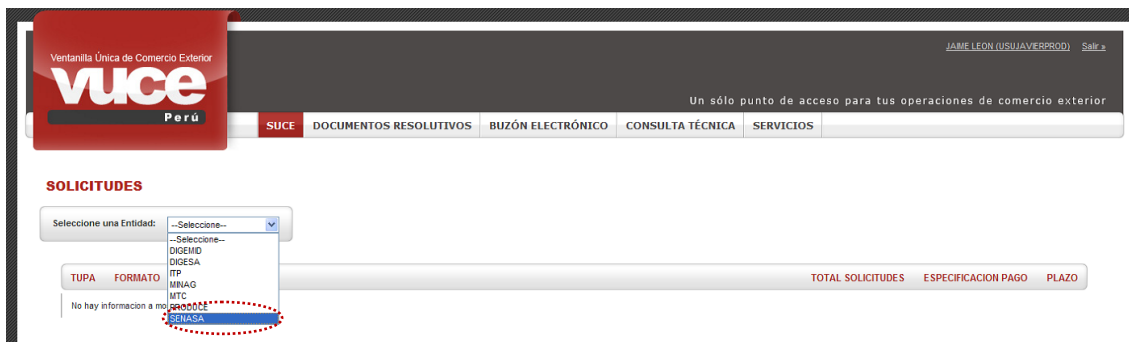 JAIME LEON (USUJAVIERPROD) Salir »
Ventanilla Única de Comercio Exterior
vuce
Perú
Un sólo punto de acceso para tus operaciones de comercio exterior
SUCE DOCUMENTOS RESOLUTIVOS BUZÓN ELECTRÓNICO CONSULTA TÉCNICA SERVICIOS
SOLICITUDES
Seleccione una Entidad: --Seleccione--
--Seleccione--
DIGEMID
DIGESA
ITP
MINAG
MTC
PRODUCE
SENASA
TUPA FORMATO TOTAL SOLICITUDES ESPECIFICACION PAGO PLAZO
No hay informacion a mo